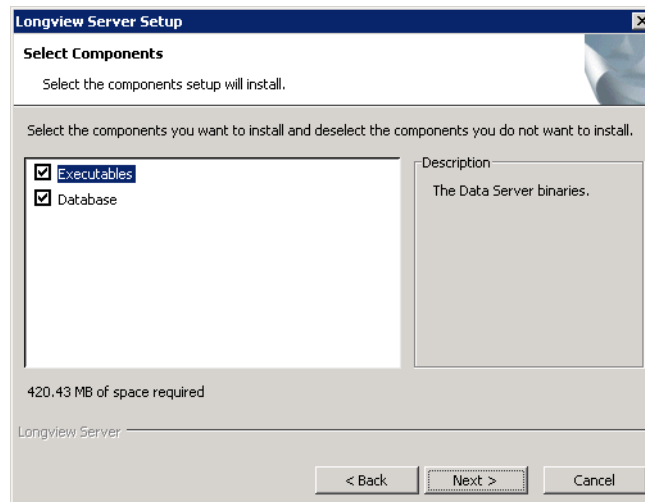 Longview Server Setup
Select Components
Select the components setup will install.
Select the components you want to install and deselect the components you do not want to install.
Executables
Database
Description
The Data Server binaries.
420.43 MB of space required
Longview Server
< Back
Next >
Cancel